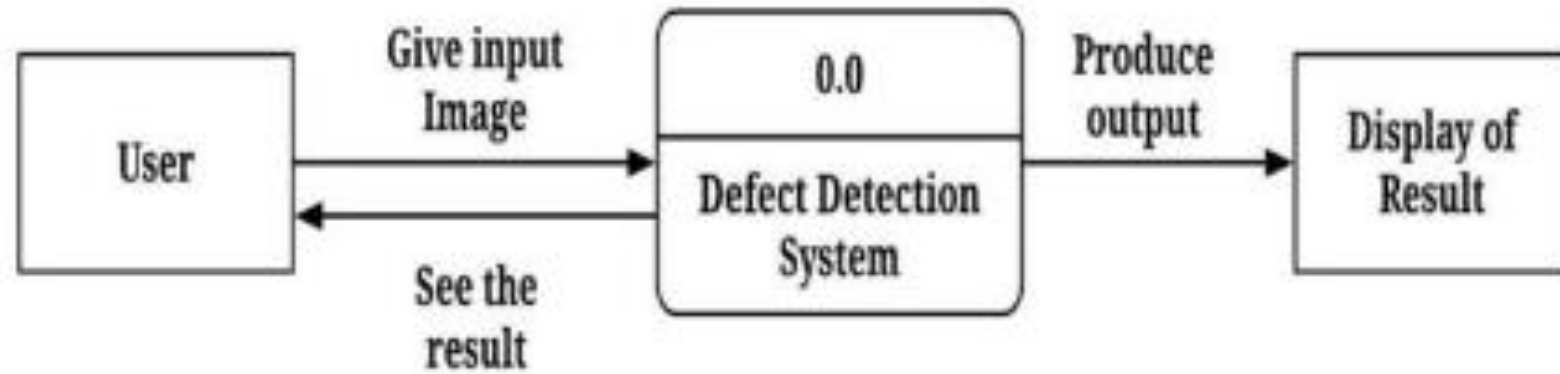 User
Give input
Image
See the
result
0.0
Defect Detection
System
Produce
output
Display of
Result